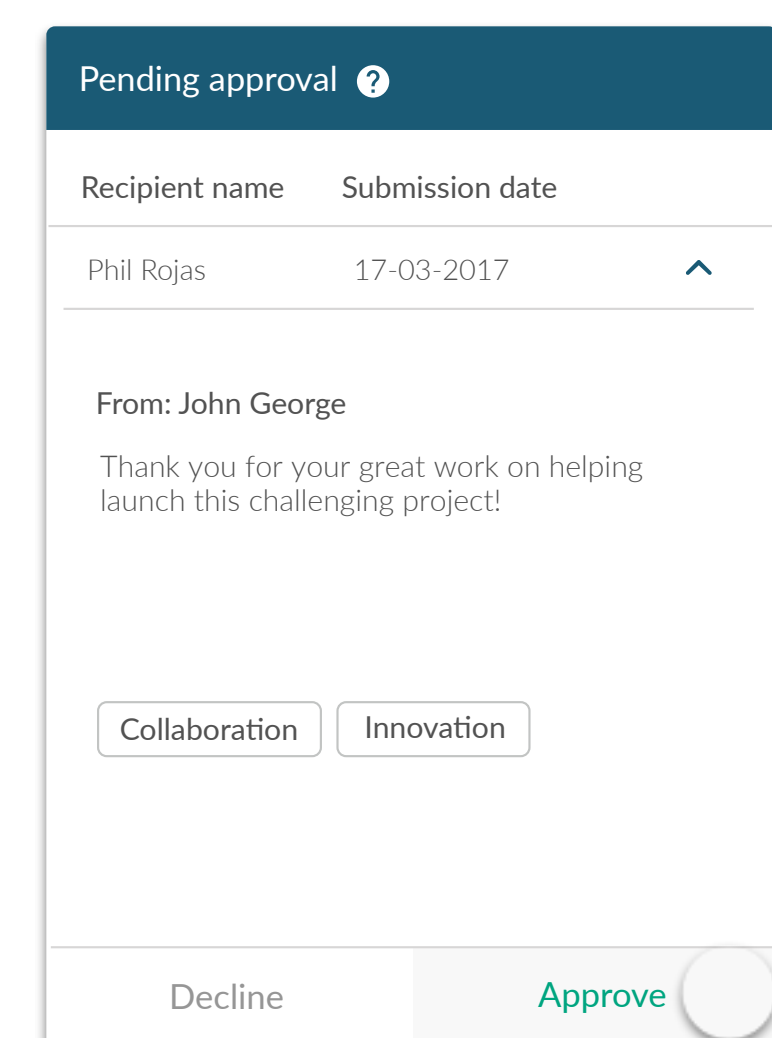 Pending approval ?
Recipient name Submission date
Phil Rojas 17-03-2017
From: John George
Thank you for your great work on helping
launch this challenging project!
Collaboration Innovation
Decline Approve